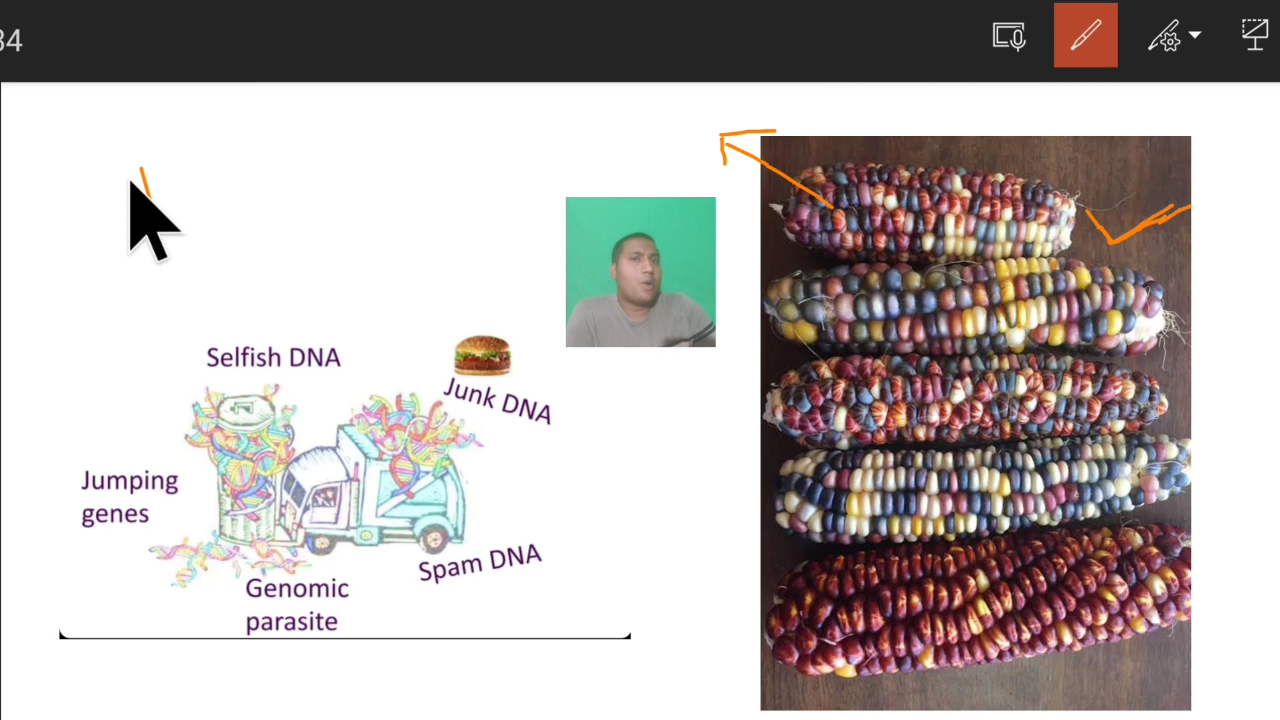 34
Selfish DNA
Junk DNA
Jumping
genes
Spam DNA
Genomic
parasite